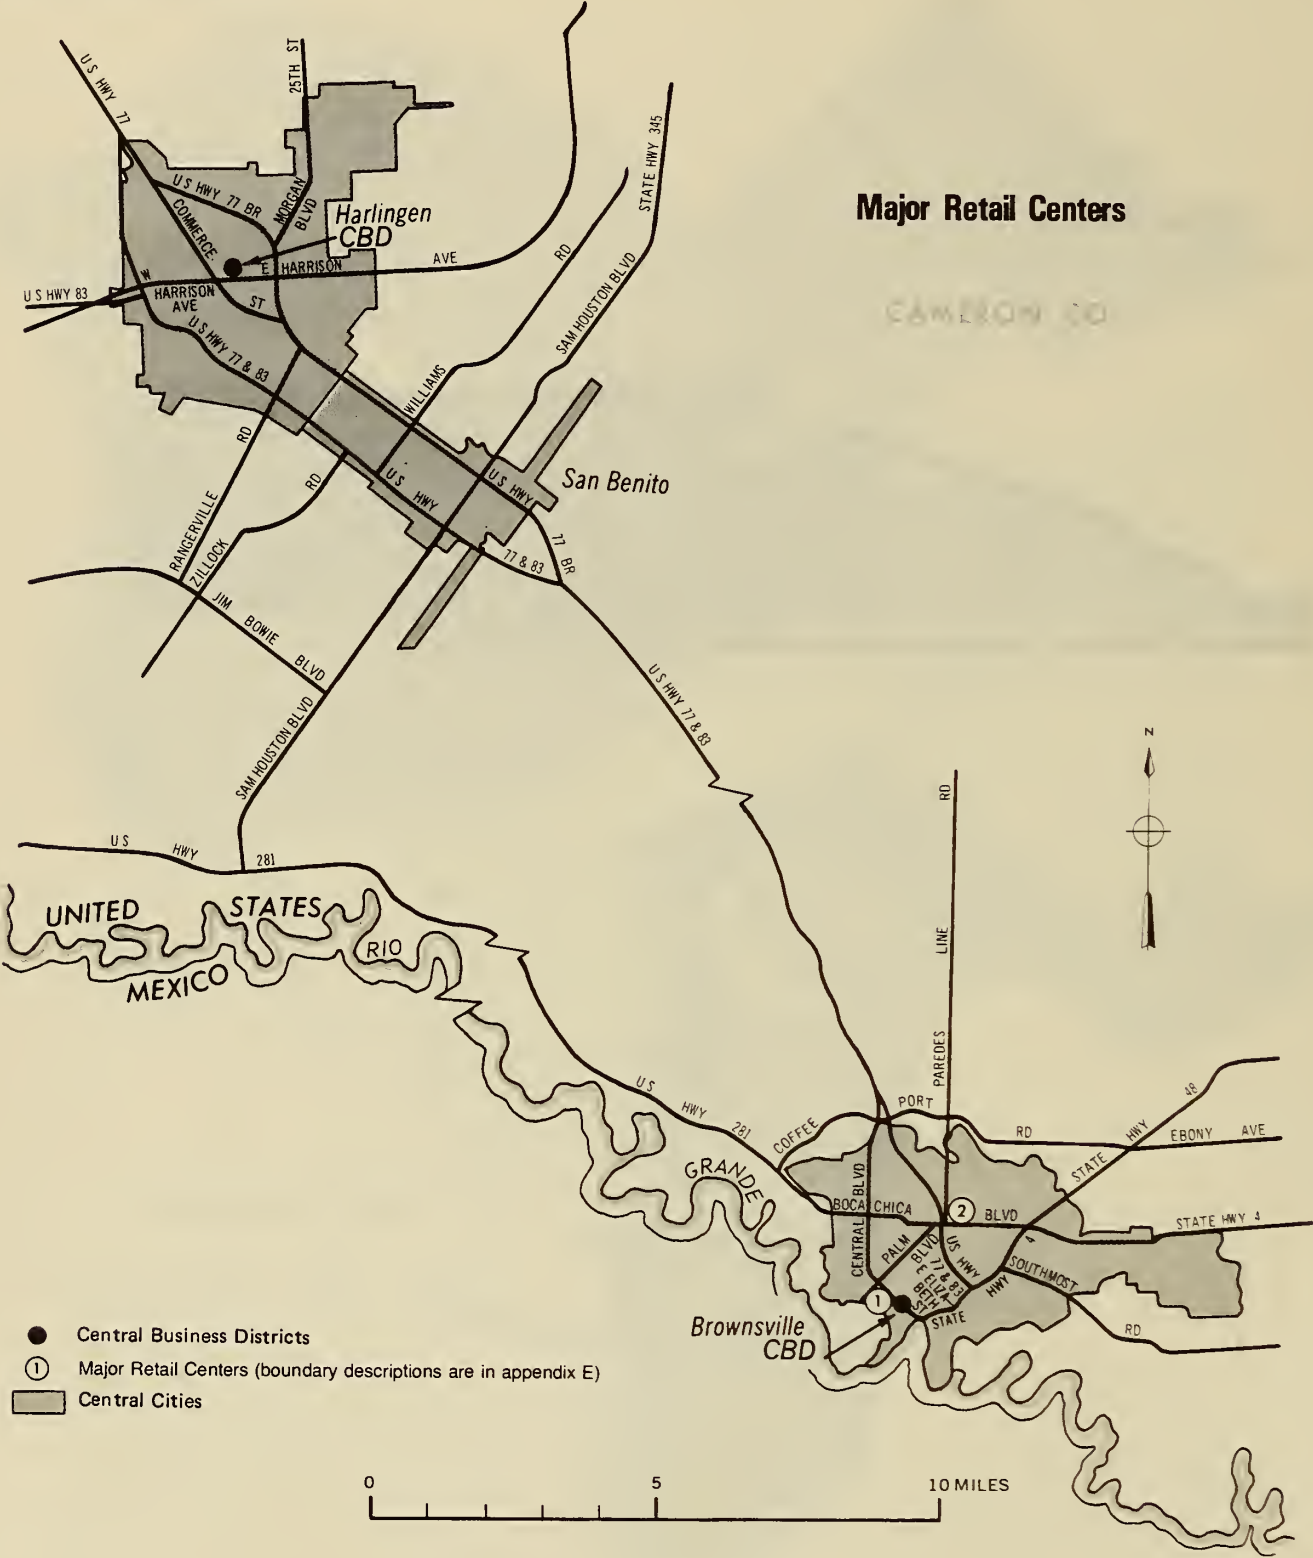 US HWY 77
25TH ST
US HWY 77 BR
MORGAN BLVD
COMMERCE ST
Harlingen
CBD
STATE HWY 345
Major Retail Centers
CAMERON CO
W HARRISON AVE
E HARRISON AVE
US HWY 83
US HWY 77 & 83
WILLIAMS RD
SAM HOUSTON BLVD
San Benito
RANGERVILLE RD
ZILLOCK RD
US HWY 77 & 83
US HWY 77 BR
JIM BOWIE BLVD
SAM HOUSTON BLVD
US HWY 77 & 83
N
US HWY 281
UNITED STATES
MEXICO
RIO GRANDE
PAREDES LINE RD
US HWY 281
COFFEE PORT RD
STATE HWY 48
EBONY AVE
BOCA CHICA BLVD
2
STATE HWY 4
CENTRAL BLVD
PALM BLVD
US HWY 77 & 83
E ELIZA
BETH
ST
STATE HWY 4
SOUTHMOST RD
1
Brownsville
CBD
Central Business Districts
1 Major Retail Centers (boundary descriptions are in appendix E)
Central Cities
0 5 10 MILES